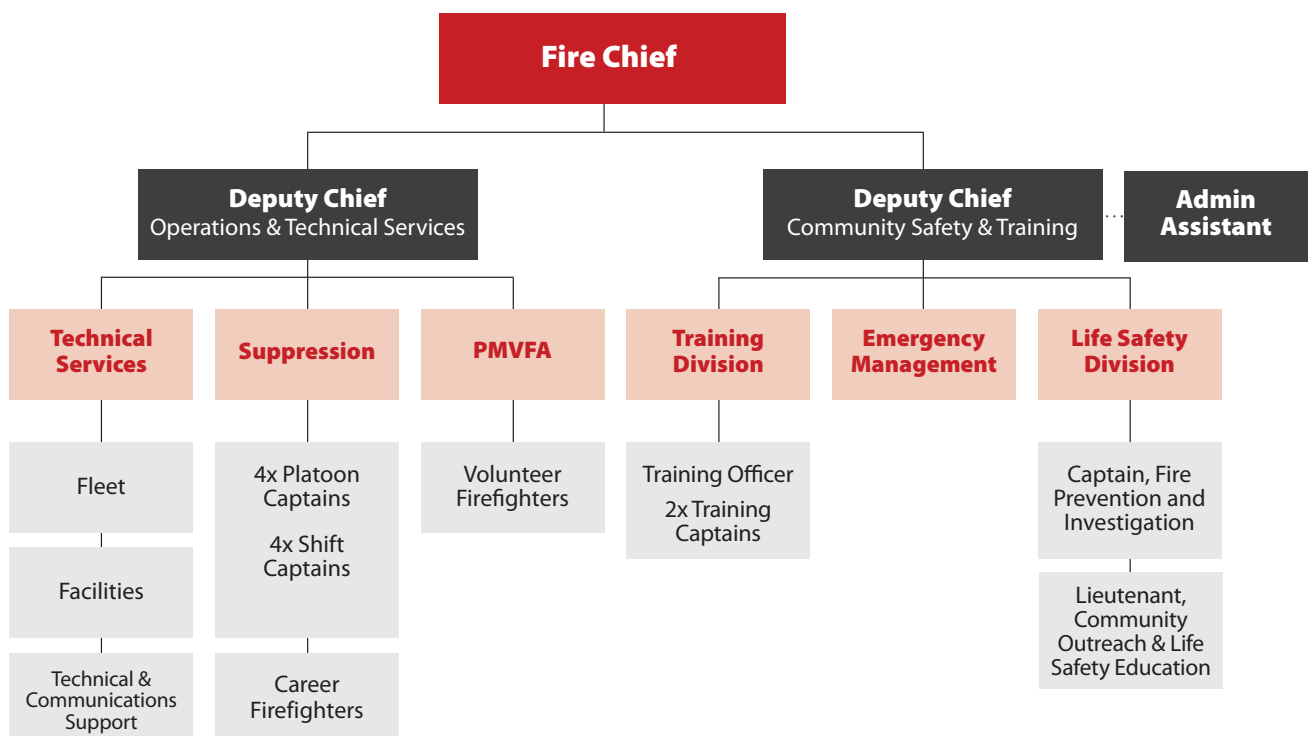 Fire Chief
Deputy Chief
Operations & Technical Services
Deputy Chief
Community Safety & Training
Admin
Assistant
Technical
Services
Suppression
PMVFA
Training
Division
Emergency
Management
Life Safety
Division
Fleet
Facilities
Technical &
Communications
Support
4x Platoon
Captains
4x Shift
Captains
Career
Firefighters
Volunteer
Firefighters
Training Officer
2x Training
Captains
Captain, Fire
Prevention and
Investigation
Lieutenant,
Community
Outreach & Life
Safety Education